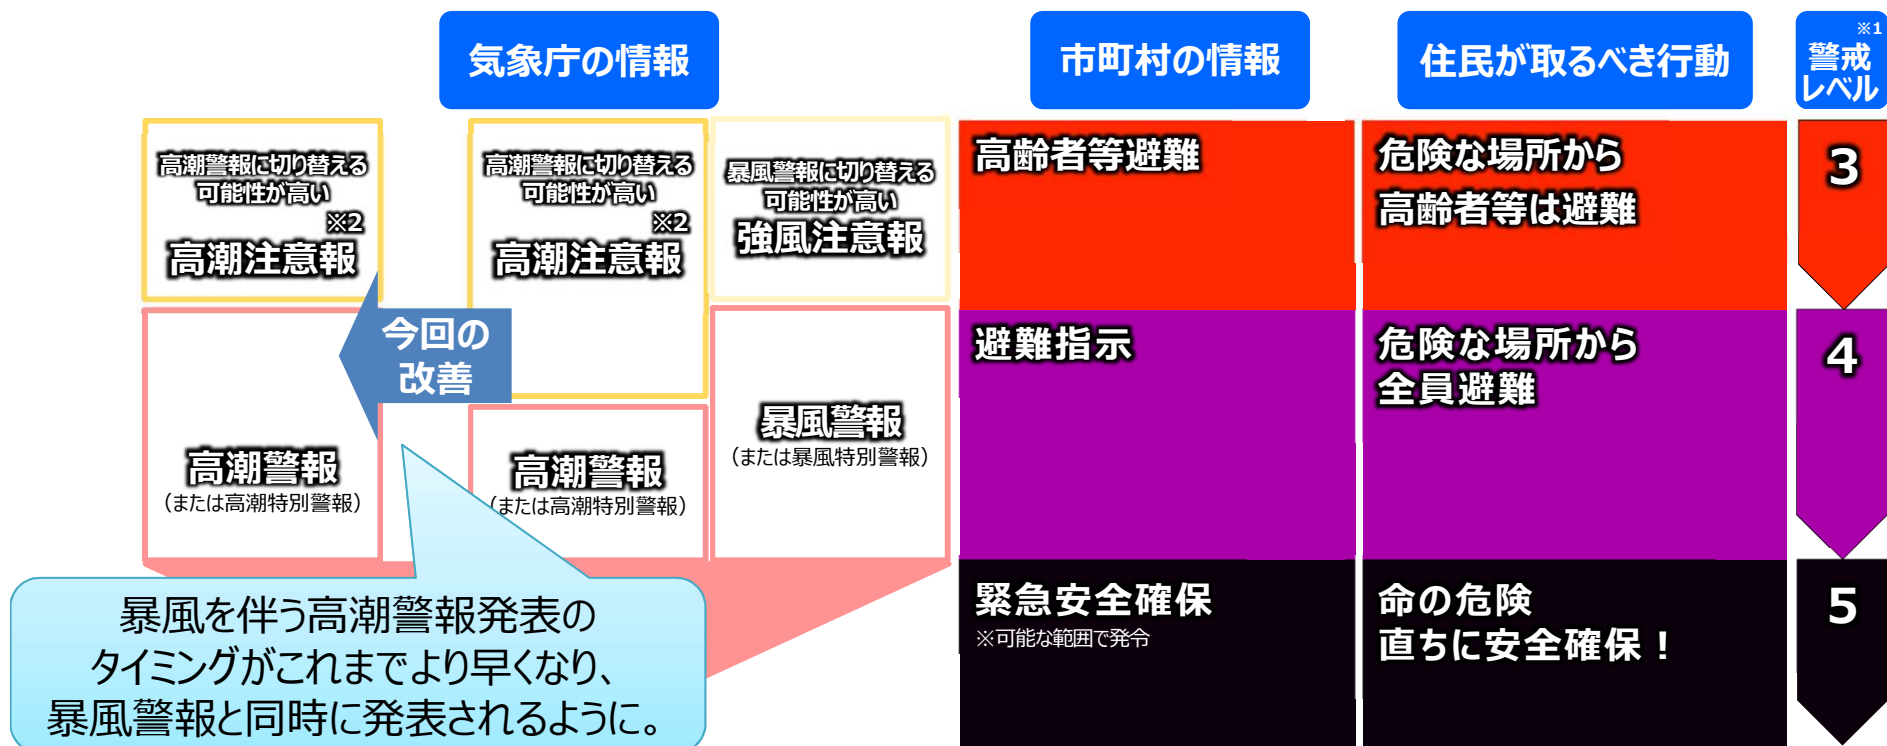 気象庁の情報
市町村の情報
住民が取るべき行動
※1
警戒
レベル
高潮警報に切り替える
可能性が高い
※2
高潮注意報
高潮警報に切り替える
可能性が高い
※2
高潮注意報
暴風警報に切り替える
可能性が高い
強風注意報
高齢者等避難
危険な場所から
高齢者等は避難
3
今回の
改善
高潮警報
（または高潮特別警報）
高潮警報
（または高潮特別警報）
暴風警報
（または暴風特別警報）
避難指示
危険な場所から
全員避難
4
暴風を伴う高潮警報発表の
タイミングがこれまでより早くなり、
暴風警報と同時に発表されるように。
緊急安全確保
※可能な範囲で発令
命の危険
直ちに安全確保！
5